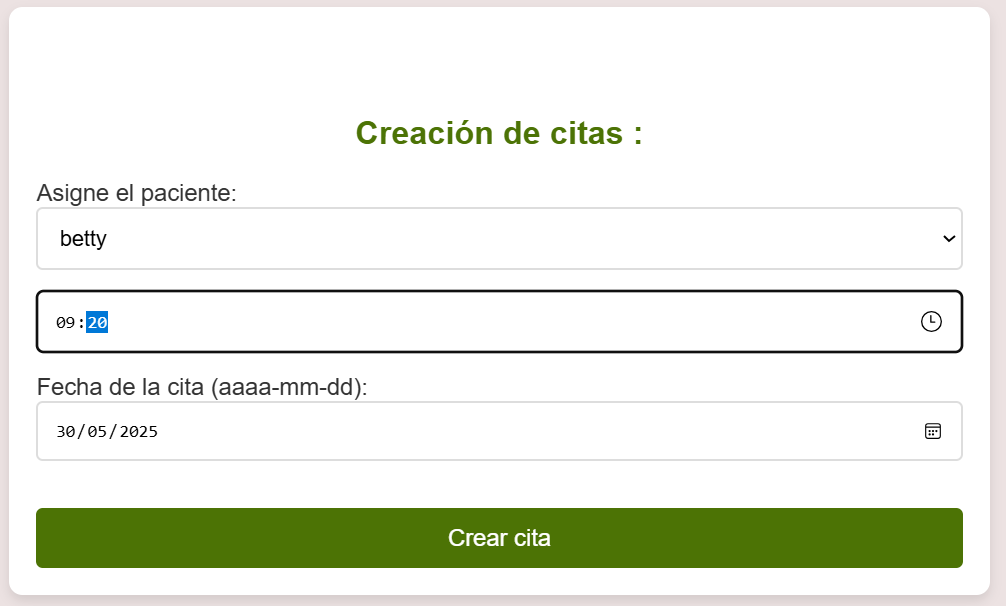 Creación de citas :
Asigne el paciente:
betty
09:20
Fecha de la cita (aaaa-mm-dd):
30/05/2025
Crear cita